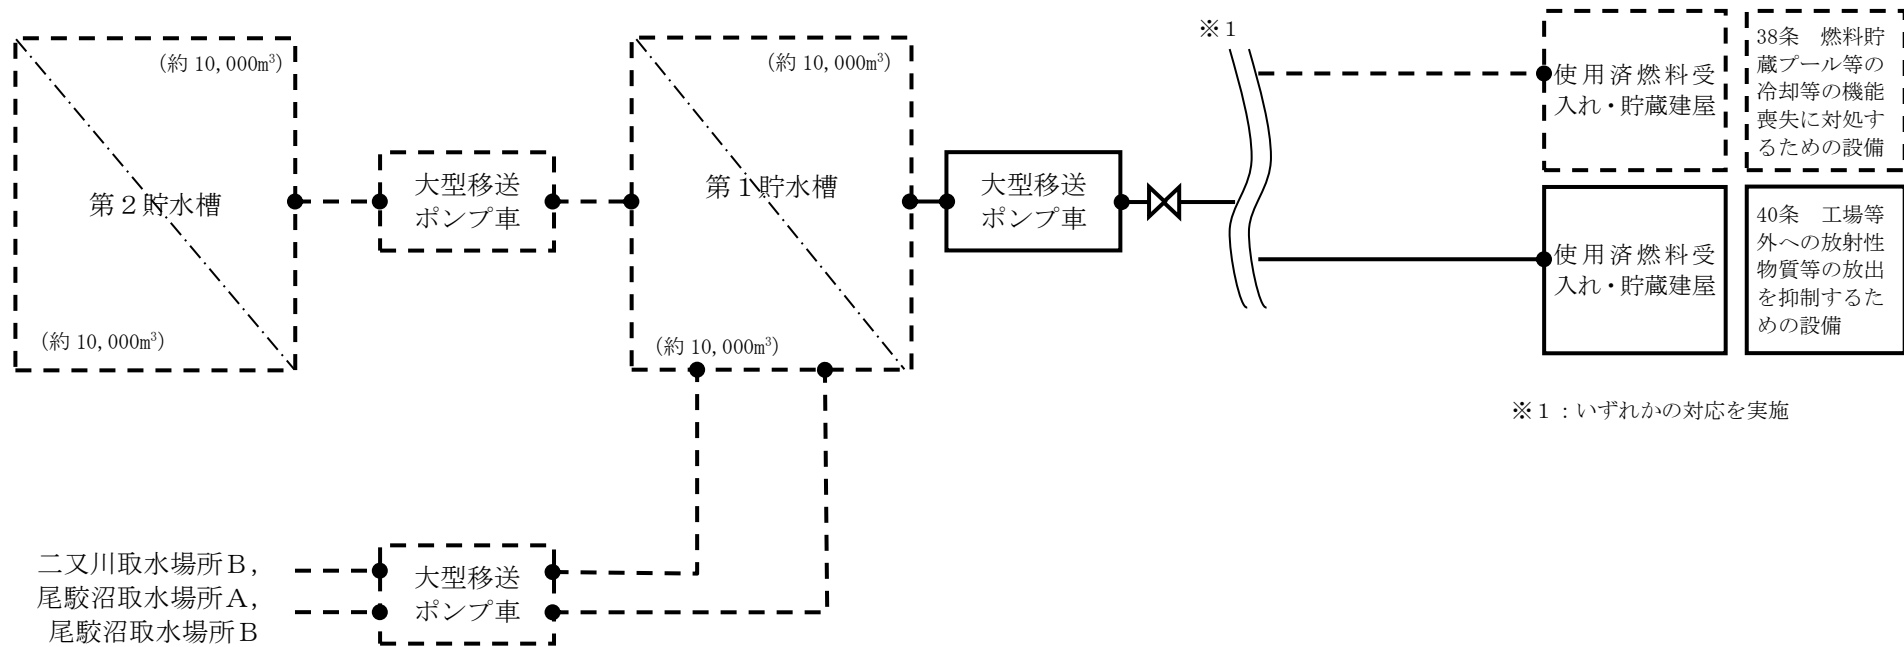 (約 10,000m³)
第２貯水槽
(約 10,000m³)
大型移送
ポンプ車
(約 10,000m³)
第１貯水槽
(約 10,000m³)
大型移送
ポンプ車
※１
使用済燃料受
入れ・貯蔵建屋
38条　燃料貯
蔵プール等の
冷却等の機能
喪失に対処す
るための設備
使用済燃料受
入れ・貯蔵建屋
40条　工場等
外への放射性
物質等の放出
を抑制するた
めの設備
※１：いずれかの対応を実施
二又川取水場所Ｂ，
尾駮沼取水場所Ａ，
尾駮沼取水場所Ｂ
大型移送
ポンプ車